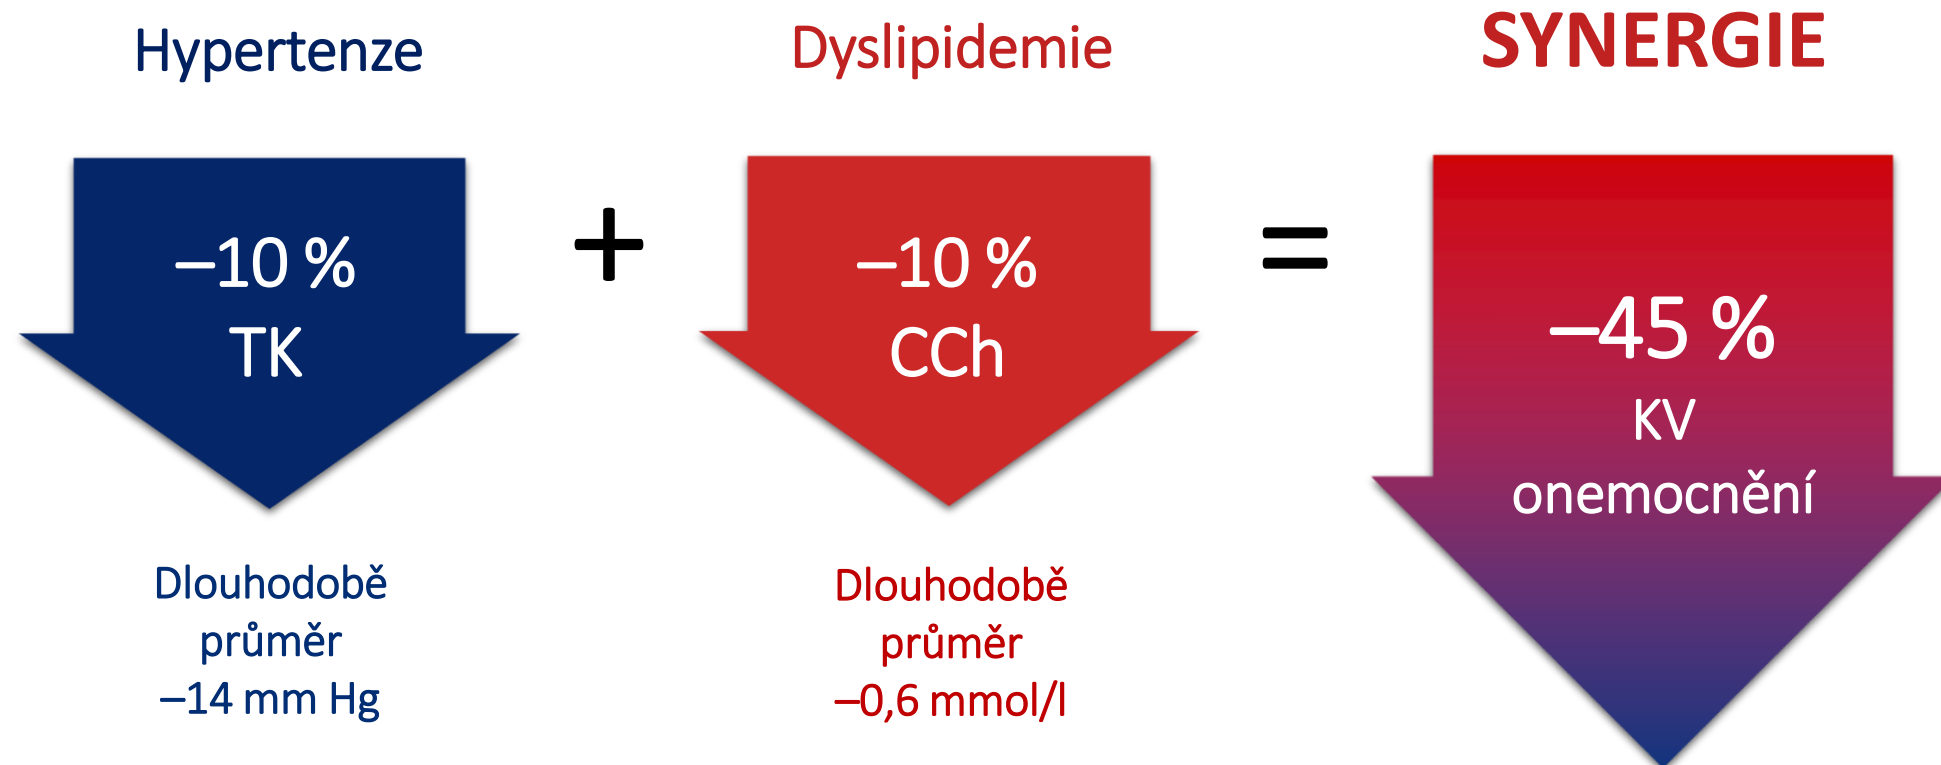 Hypertenze
–10 %
TK
Dlouhodobě
průměr
–14 mm Hg
+
Dyslipidemie
–10 %
CCh
Dlouhodobě
průměr
–0,6 mmol/l
=
SYNERGIE
–45 %
KV
onemocnění